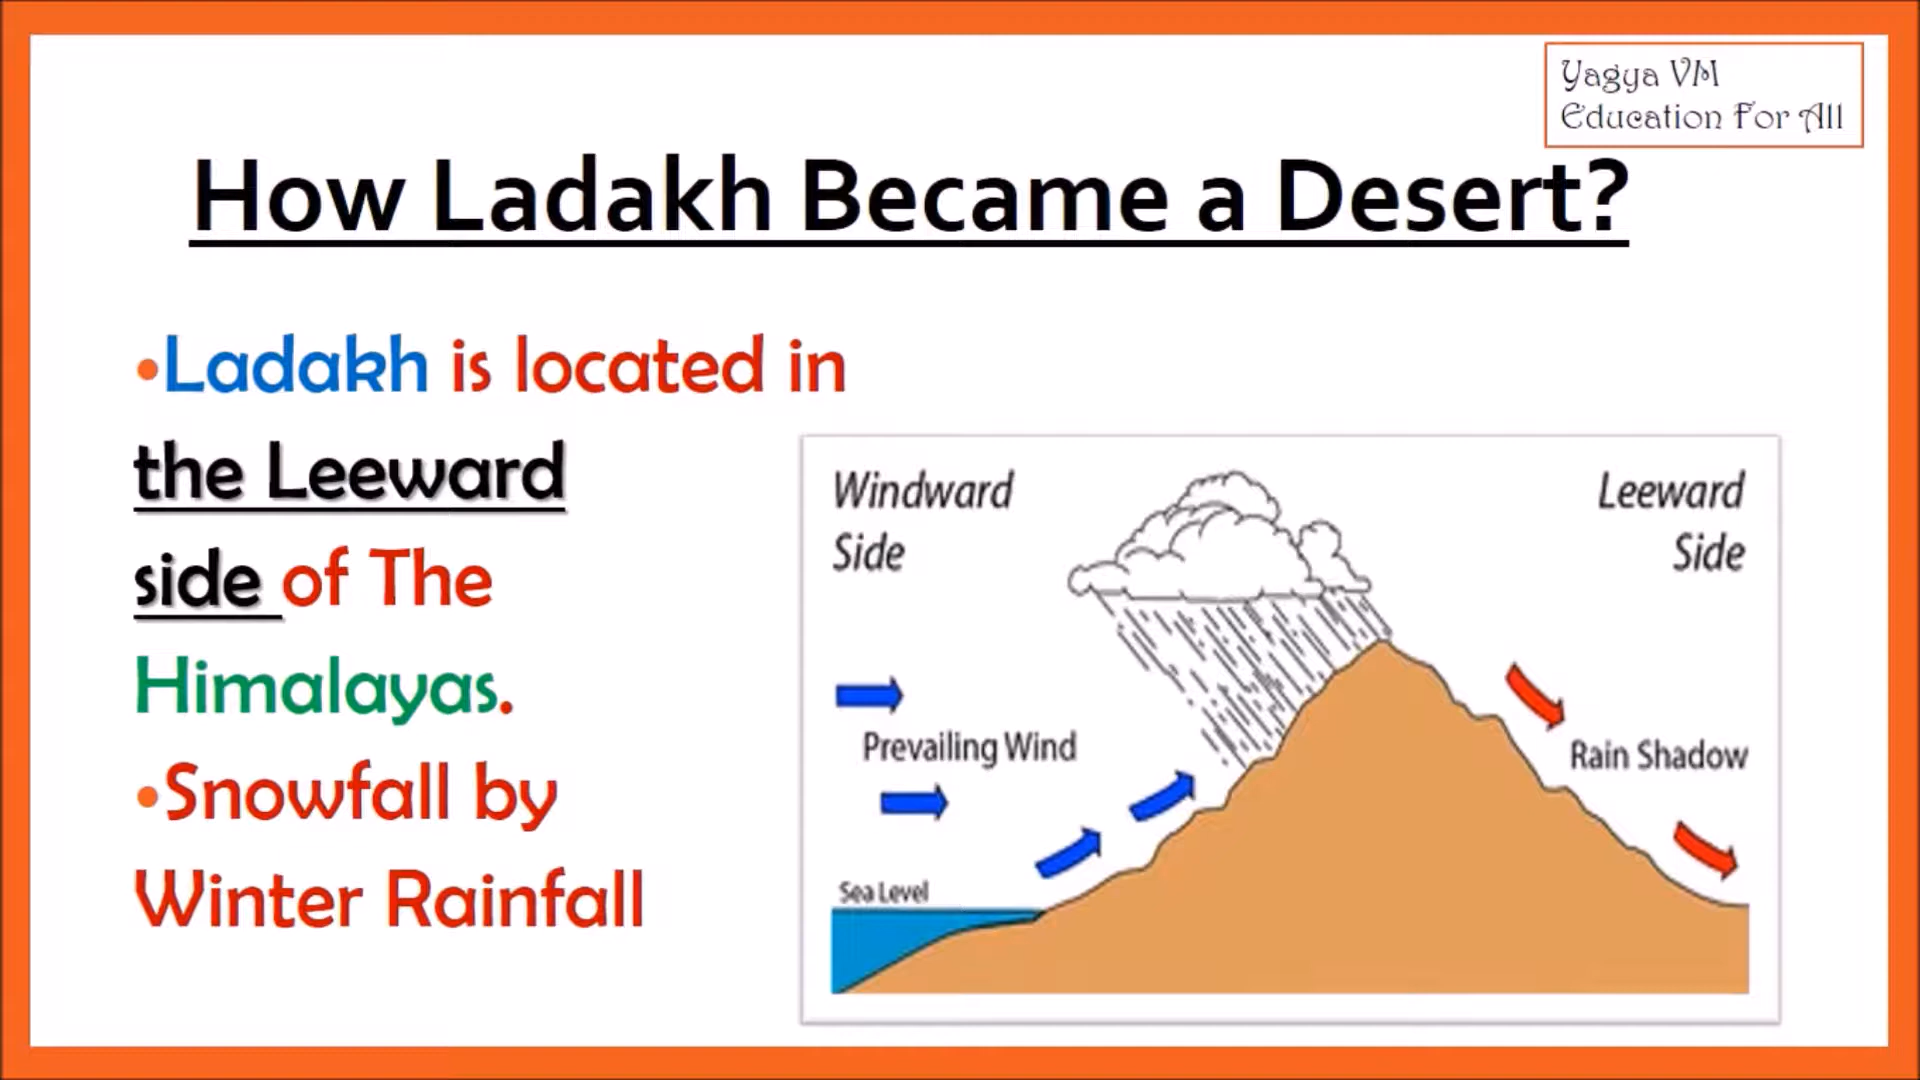 Yagya VM
Education For All
How Ladakh Became a Desert?
•Ladakh is located in
the Leeward
side of The
Himalayas.
•Snowfall by
Winter Rainfall
Windward
Side
Leeward
Side
Prevailing Wind
Rain Shadow
Sea Level